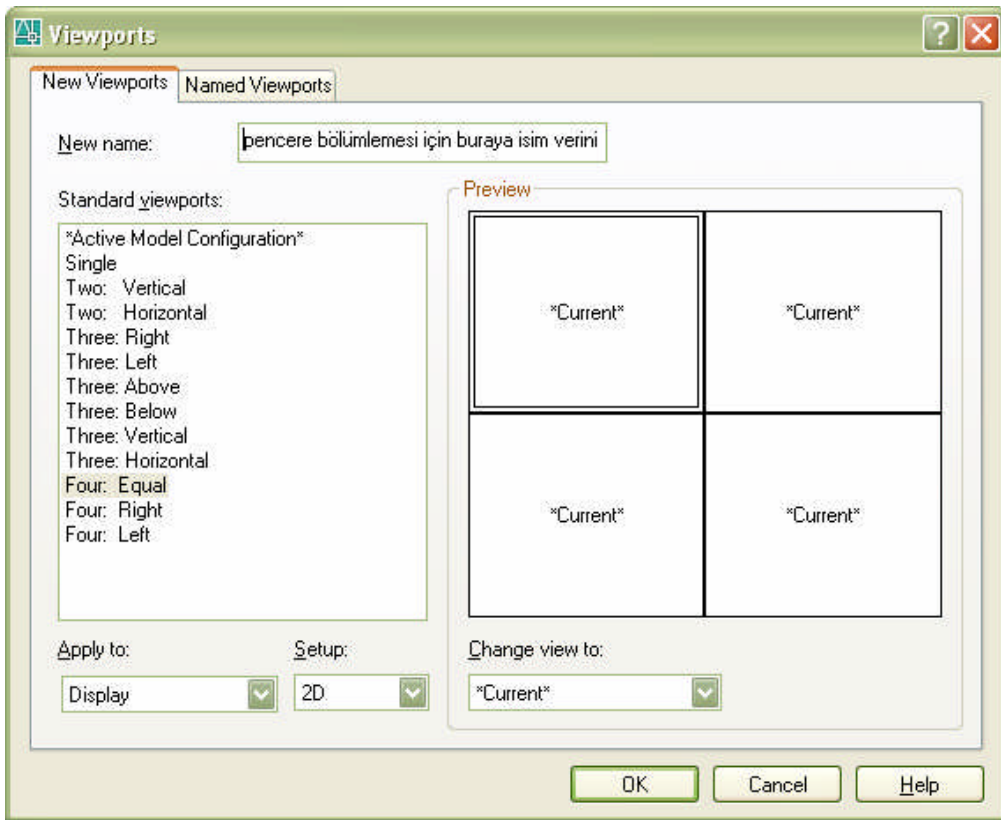 Viewports
New Viewports
Named Viewports
New name:
pencere bölümlemesi için buraya isim verini
Standard viewports:
*Active Model Configuration*
Single
Two: Vertical
Two: Horizontal
Three: Right
Three: Left
Three: Above
Three: Below
Three: Vertical
Three: Horizontal
Four: Equal
Four: Right
Four: Left
Apply to:
Setup:
Display
2D
Preview
*Current*
*Current*
*Current*
*Current*
Change view to:
*Current*
OK
Cancel
Help